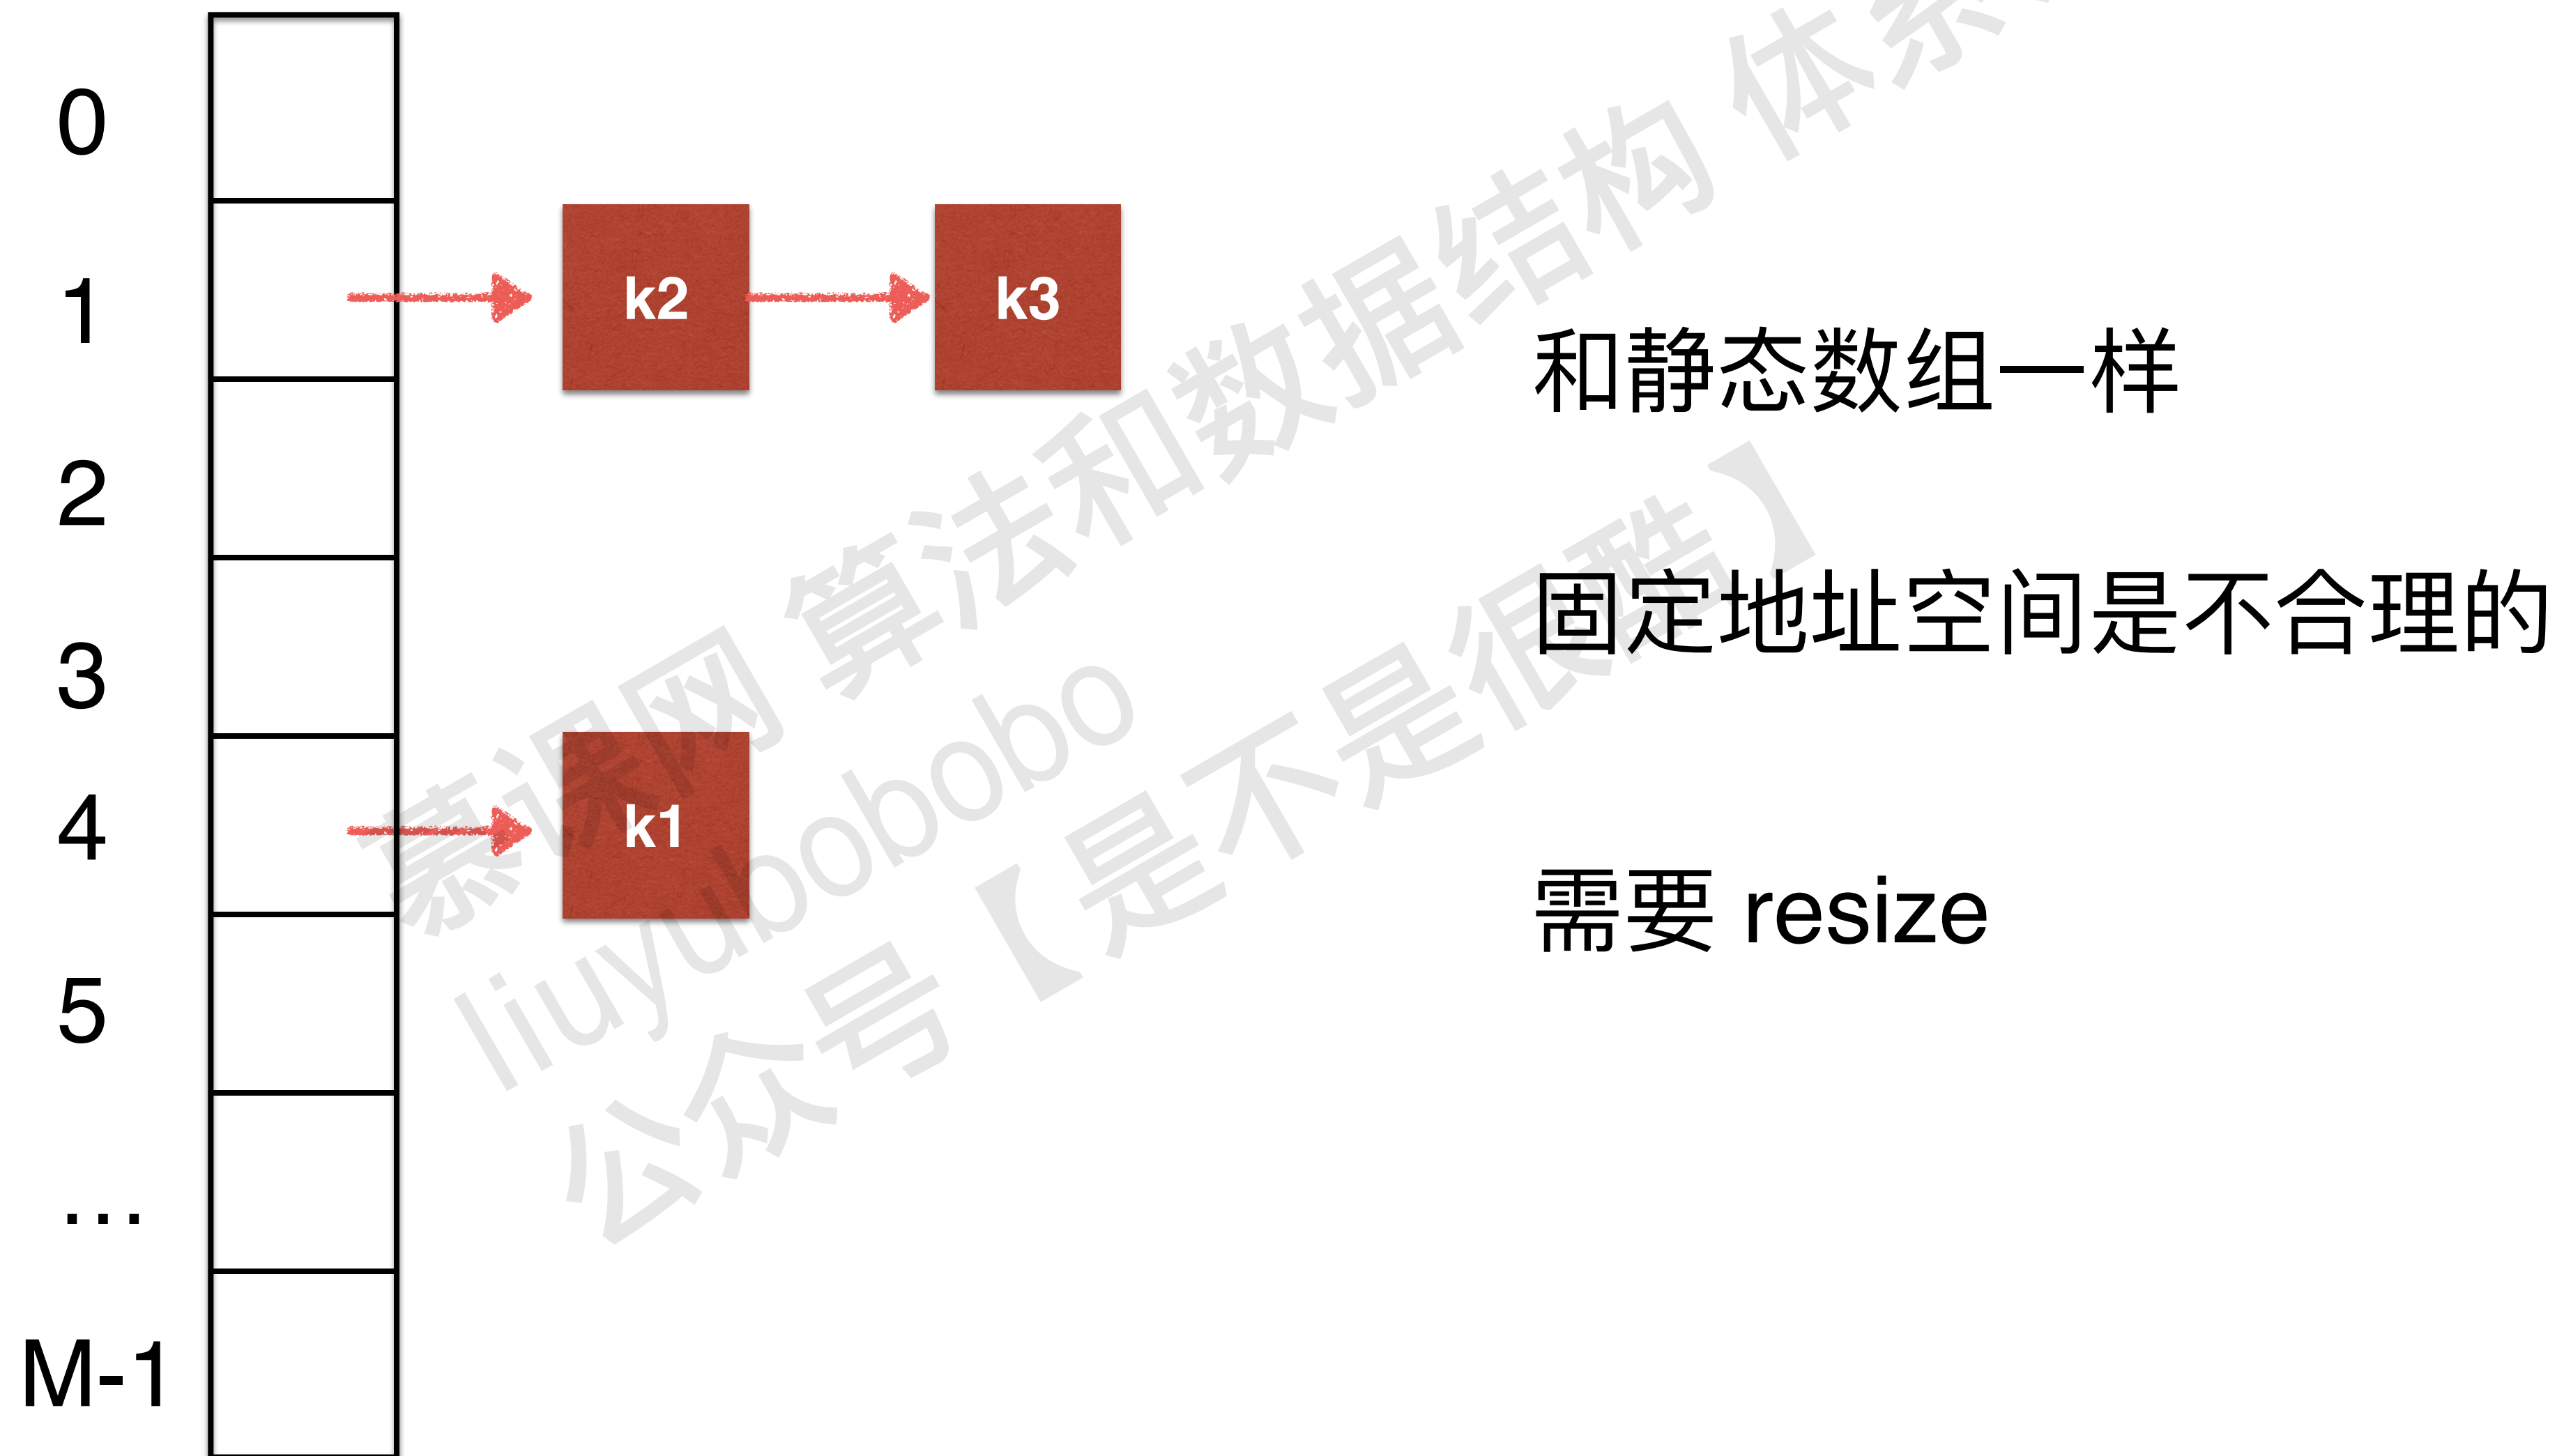 0
1
k2
k3
和静态数组一样
2
固定地址空间是不合理的
3
4
k1
需要 resize
5
...
M-1
慕课网 算法和数据结构 体系
liuyubobobo
公众号【是不是很酷】